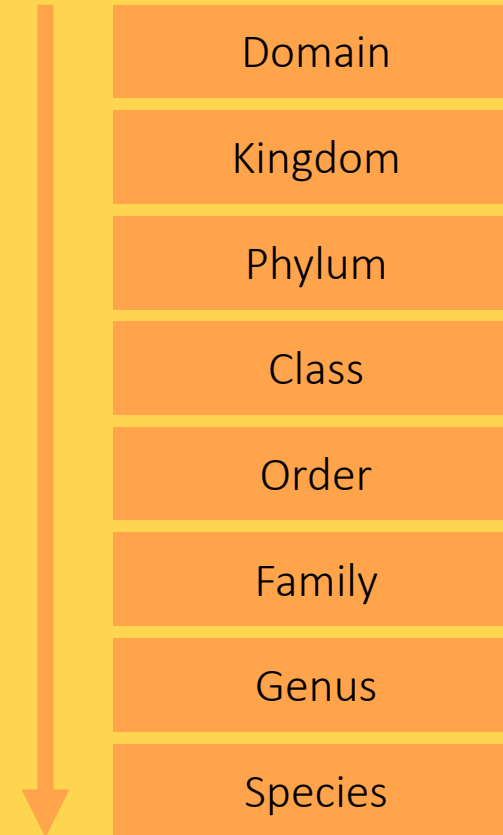 Domain
Kingdom
Phylum
Class
Order
Family
Genus
Species